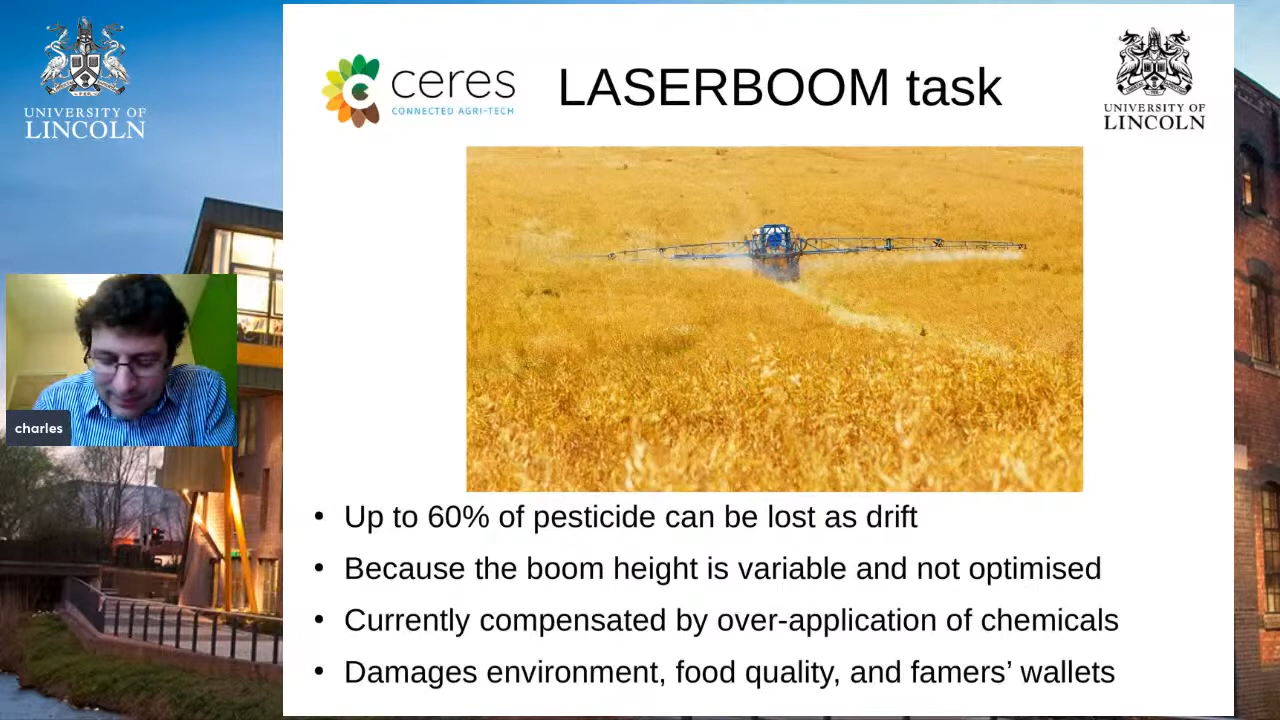 UNIVERSITY OF
LINCOLN
ceres
CONNECTED AGRI-TECH
LASERBOOM task
UNIVERSITY OF
LINCOLN
charles
• Up to 60% of pesticide can be lost as drift
• Because the boom height is variable and not optimised
• Currently compensated by over-application of chemicals
• Damages environment, food quality, and famers’ wallets